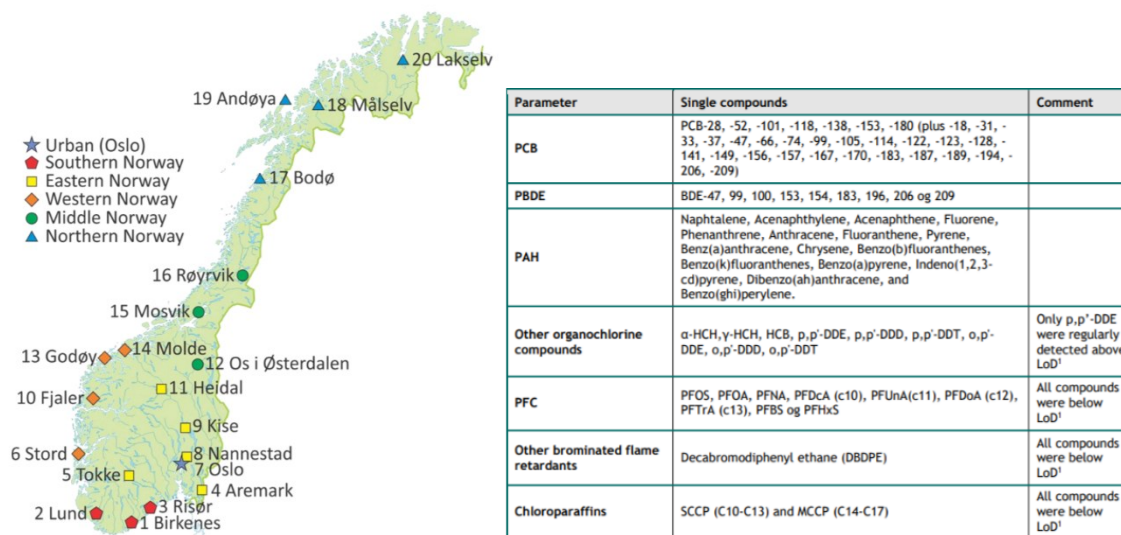 20 Lakselv
19 Andøya
18 Målselv
Urban (Oslo)
Southern Norway
Eastern Norway
Western Norway
Middle Norway
Northern Norway
17 Bodø
16 Røyrvik
15 Mosvik
14 Molde
13 Godøy
12 Os i Østerdalen
11 Heidal
10 Fjaler
9 Kise
8 Nannestad
6 Stord
7 Oslo
5 Tokke
4 Aremark
3 Risør
2 Lund
1 Birkenes
Parameter Single compounds Comment
PCB
PCB-28, -52, -101, -118, -138, -153, -180 (plus -18, -31, -
33, -37, -47, -66, -74, -99, -105, -114, -122, -123, -128, -
141, -149, -156, -157, -167, -170, -183, -187, -189, -194, -
206, -209)
PBDE BDE-47, 99, 100, 153, 154, 183, 196, 206 og 209
PAH
Naphtalene, Acenaphthylene, Acenaphthene, Fluorene,
Phenanthrene, Anthracene, Fluoranthene, Pyrene,
Benz(a)anthracene, Chrysene, Benzo(b)fluoranthenes,
Benzo(k)fluoranthenes, Benzo(a)pyrene, Indeno(1,2,3-
cd)pyrene, Dibenzo(ah)anthracene, and
Benzo(ghi)perylene.
Other organochlorine
compounds
α-HCH,γ-HCH, HCB, p,p'-DDE, p,p'-DDD, p,p'-DDT, o,p'-
DDE, o,p'-DDD, o,p'-DDT
Only p,p'-DDE
were regularly
detected above
LoD¹
PFC
PFOS, PFOA, PFNA, PFDcA (c10), PFUnA(c11), PFDoA (c12),
PFTrA (c13), PFBS og PFHxS
All compounds
were below
LoD¹
Other brominated flame
retardants
Decabromodiphenyl ethane (DBDPE)
All compounds
were below
LoD¹
Chloroparaffins
SCCP (C10-C13) and MCCP (C14-C17)
All compounds
were below
LoD¹